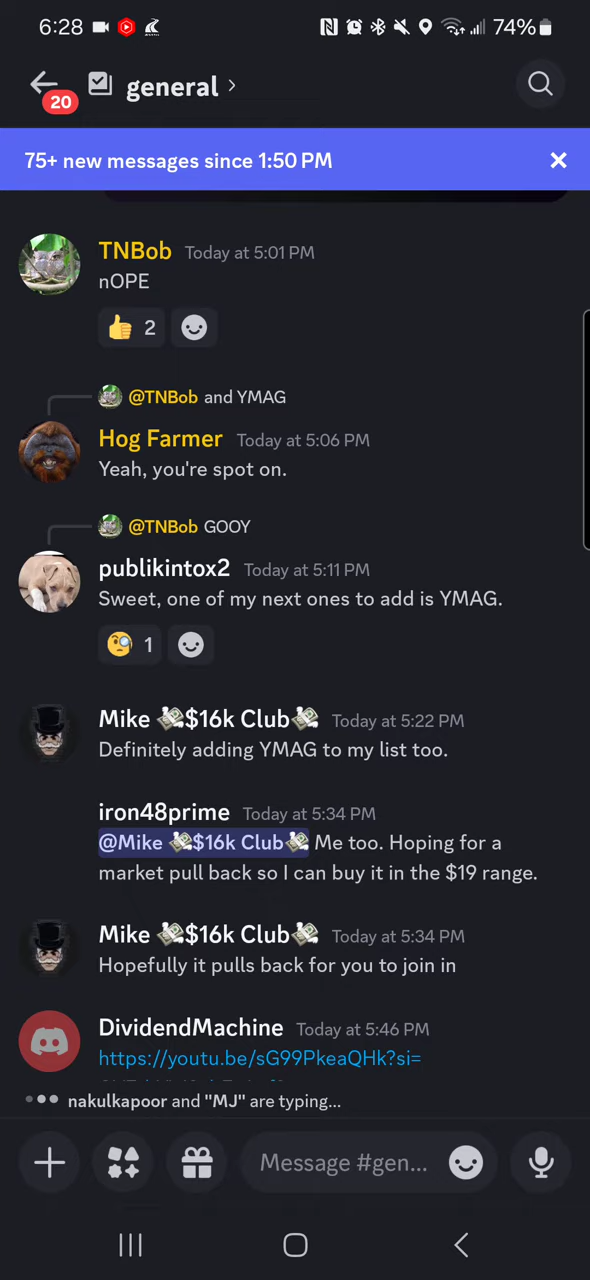 6:28
74%
20
general
75+ new messages since 1:50 PM
TNBob Today at 5:01 PM
nOPE
👍 2
@TNBob and YMAG
Hog Farmer Today at 5:06 PM
Yeah, you're spot on.
@TNBob GOOY
publikintox2 Today at 5:11 PM
Sweet, one of my next ones to add is YMAG.
🧐 1
Mike 💸$16k Club💸 Today at 5:22 PM
Definitely adding YMAG to my list too.
iron48prime Today at 5:34 PM
@Mike 💸$16k Club💸 Me too. Hoping for a
market pull back so I can buy it in the $19 range.
Mike 💸$16k Club💸 Today at 5:34 PM
Hopefully it pulls back for you to join in
DividendMachine Today at 5:46 PM
https://youtu.be/sG99PkeaQHk?si=
nakulkapoor and "MJ" are typing...
Message #gen...